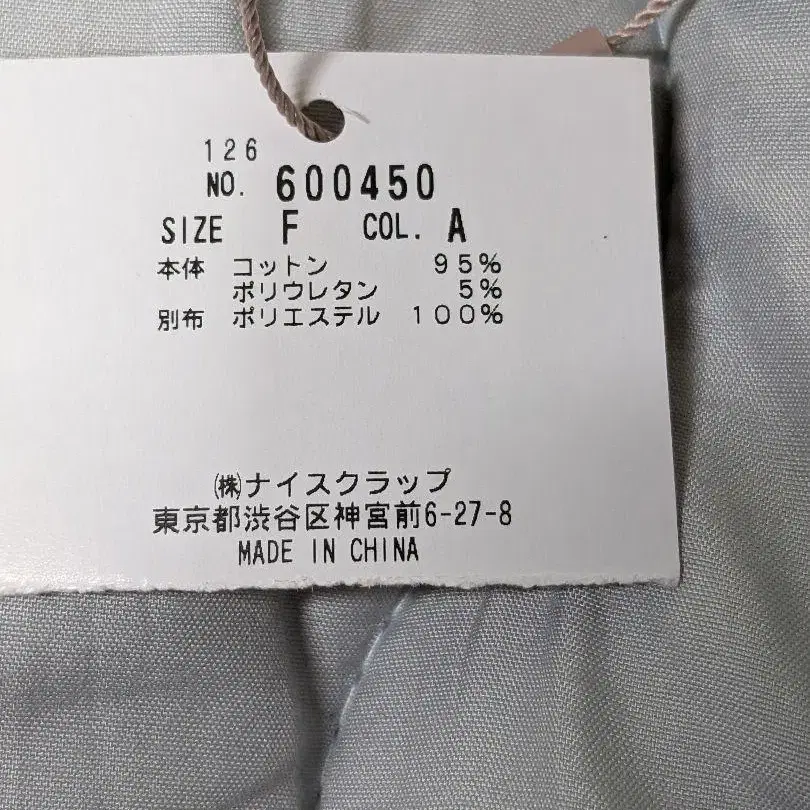 126
NO. 600450
SIZE F COL. A
本体 コットン 95%
ポリウレタン 5%
別布 ポリエステル 100%
㈱ナイスクラップ
東京都渋谷区神宮前6-27-8
MADE IN CHINA